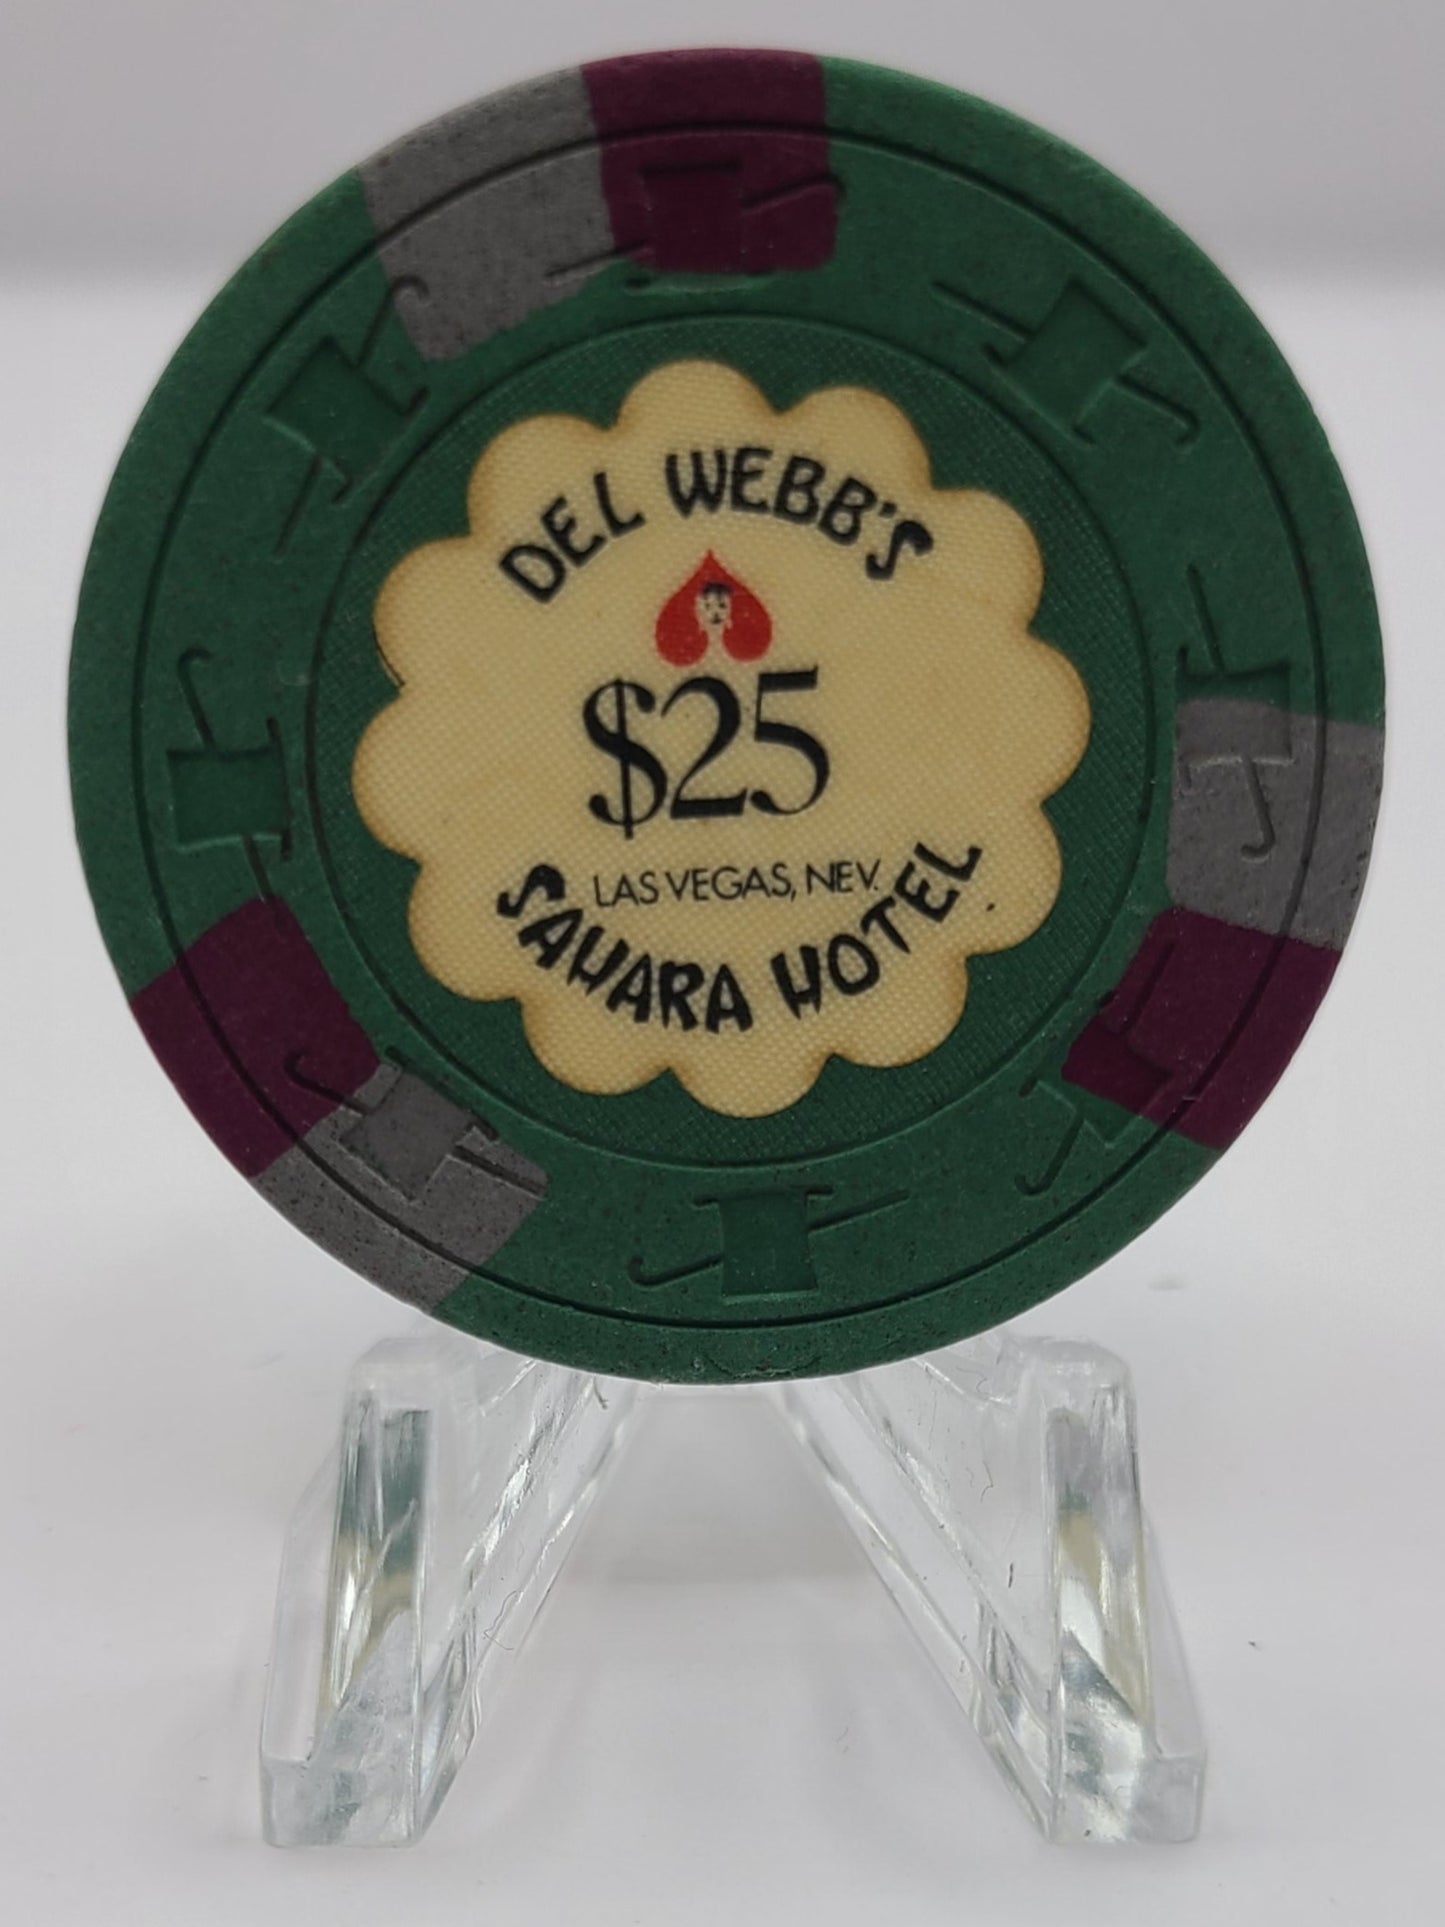 DEL WEBB'S
$25
LAS VEGAS, NEV.
SAHARA HOTEL